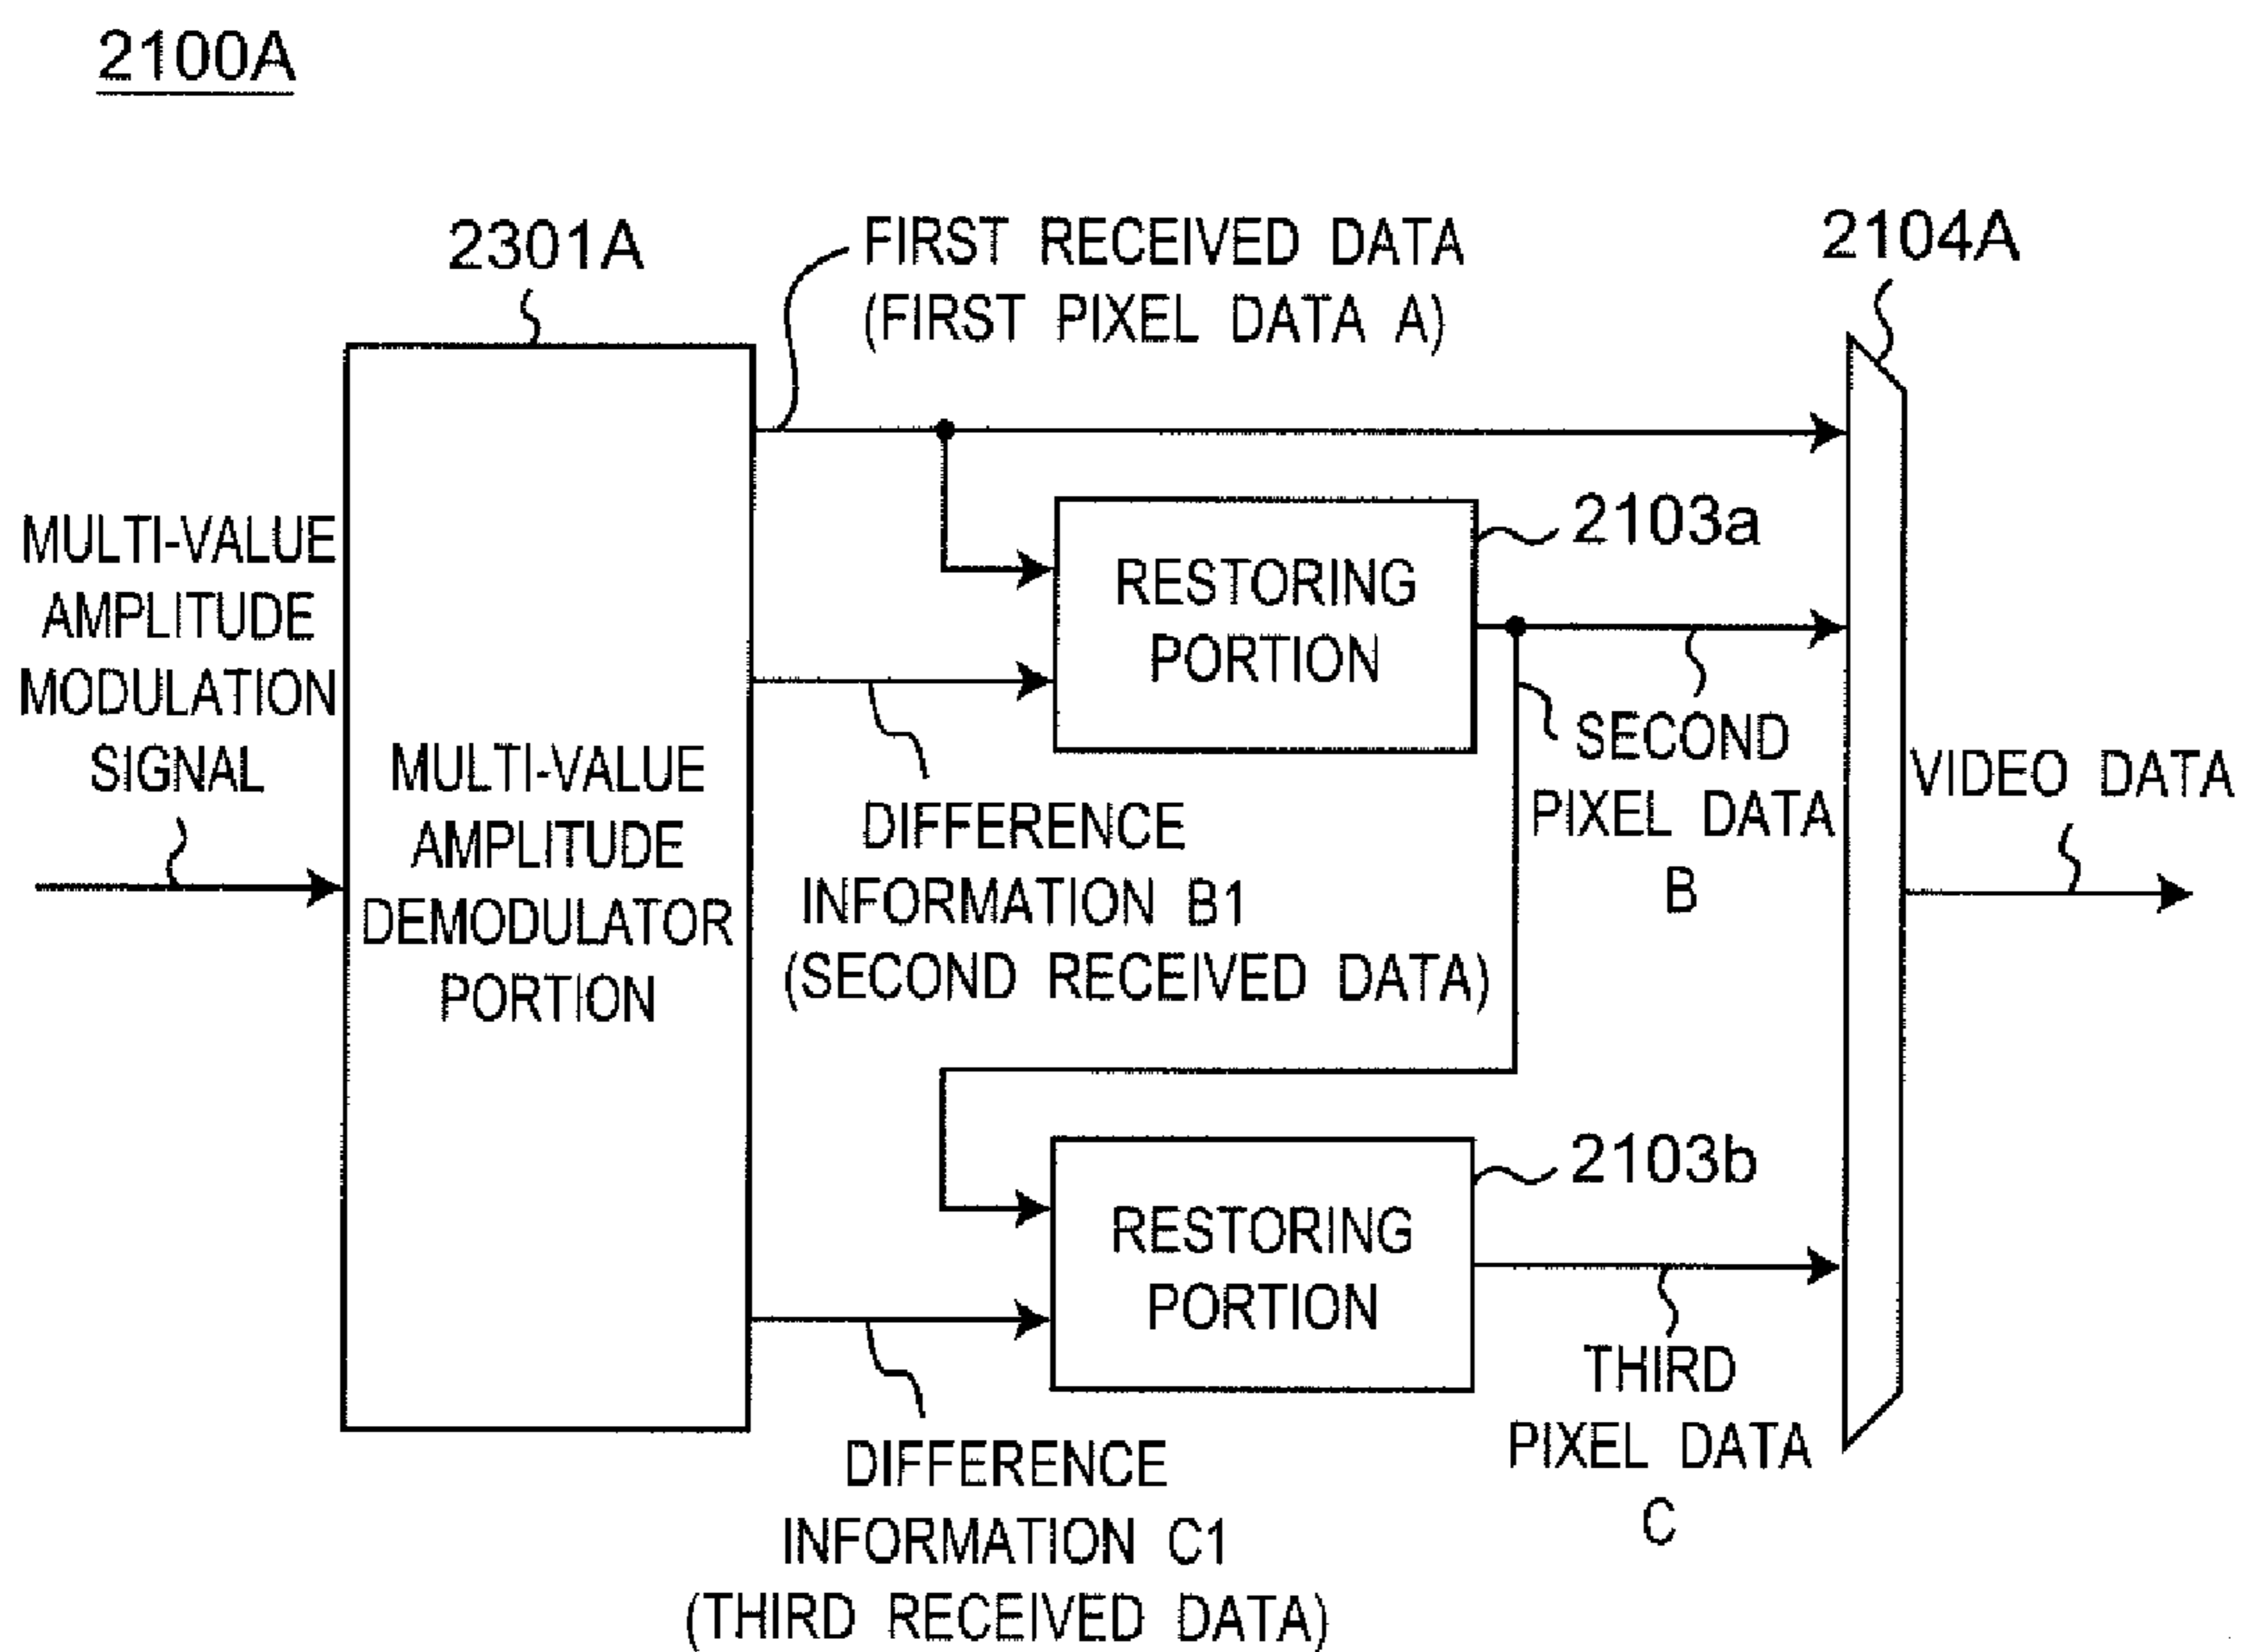 2100A
2301A
FIRST RECEIVED DATA
(FIRST PIXEL DATA A)
2104A
MULTI-VALUE
AMPLITUDE
MODULATION
SIGNAL
MULTI-VALUE
AMPLITUDE
DEMODULATOR
PORTION
RESTORING
PORTION
2103a
SECOND
PIXEL DATA
B
VIDEO DATA
DIFFERENCE
INFORMATION B1
(SECOND RECEIVED DATA)
RESTORING
PORTION
2103b
THIRD
PIXEL DATA
C
DIFFERENCE
INFORMATION C1
(THIRD RECEIVED DATA)